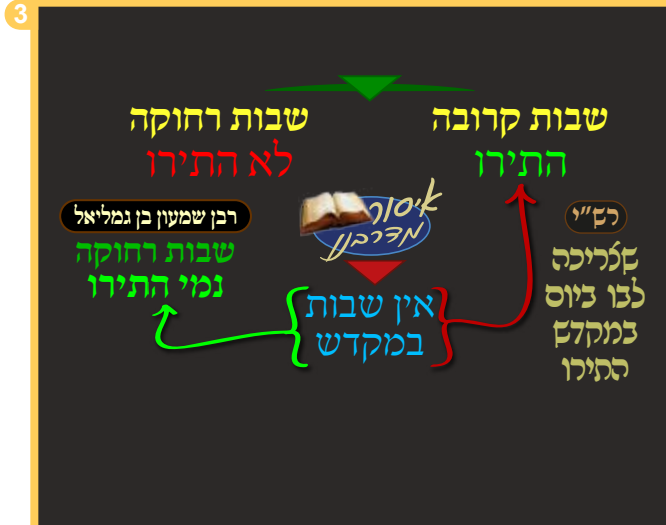 3
שבות קרובה
התירו
שבות רחוקה
לא התירו
איסור
מדרבנן
רש"י
שצריכה
לבו ביום
במקדש
התירו
רבן שמעון בן גמליאל
שבות רחוקה
נמי התירו
אין שבות
במקדש